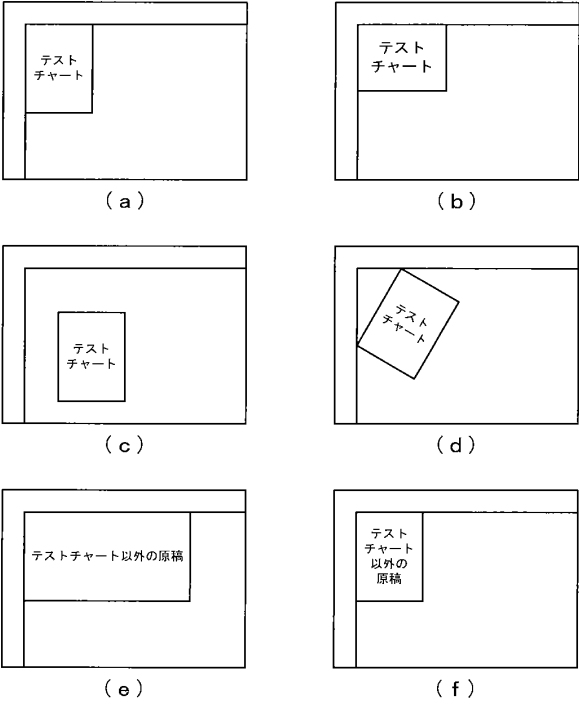 テスト
チャート
(a)
テスト
チャート
(b)
テスト
チャート
(c)
テスト
チャート
(d)
テストチャート以外の原稿
(e)
テスト
チャート
以外の
原稿
(f)